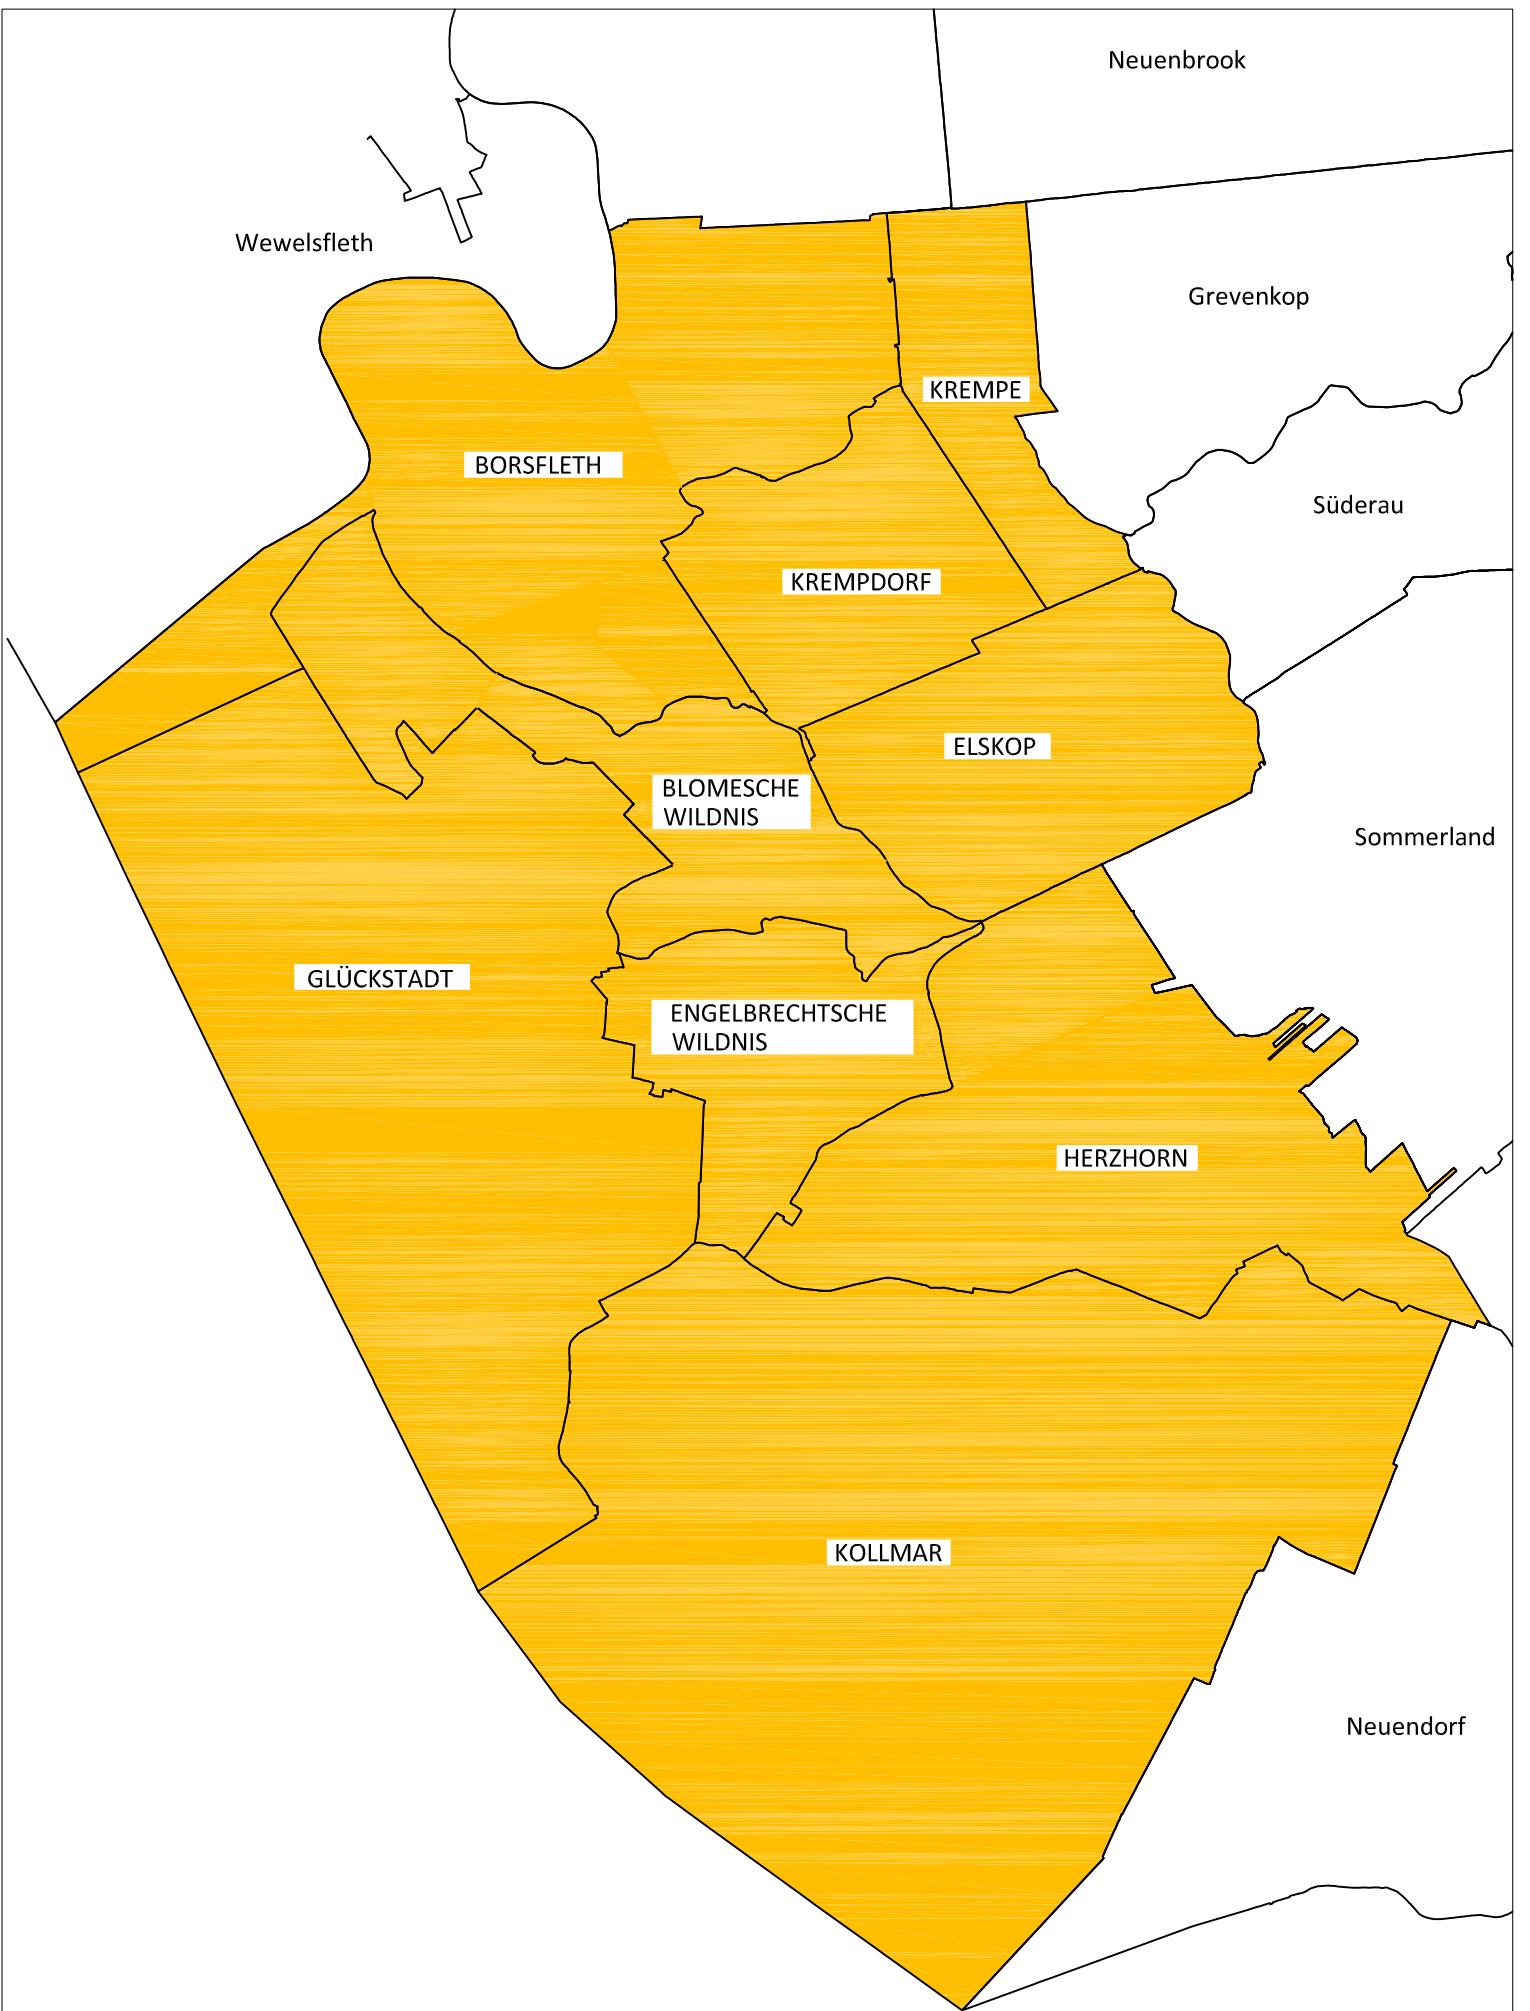 Neuenbrook
Wewelsfleth
Grevenkop
KREMPE
BORSFLETH
Süderau
KREMPDORF
ELSKOP
BLOMESCHE
WILDNIS
Sommerland
GLÜCKSTADT
ENGELBRECHTSCHE
WILDNIS
HERZHORN
KOLLMAR
Neuendorf